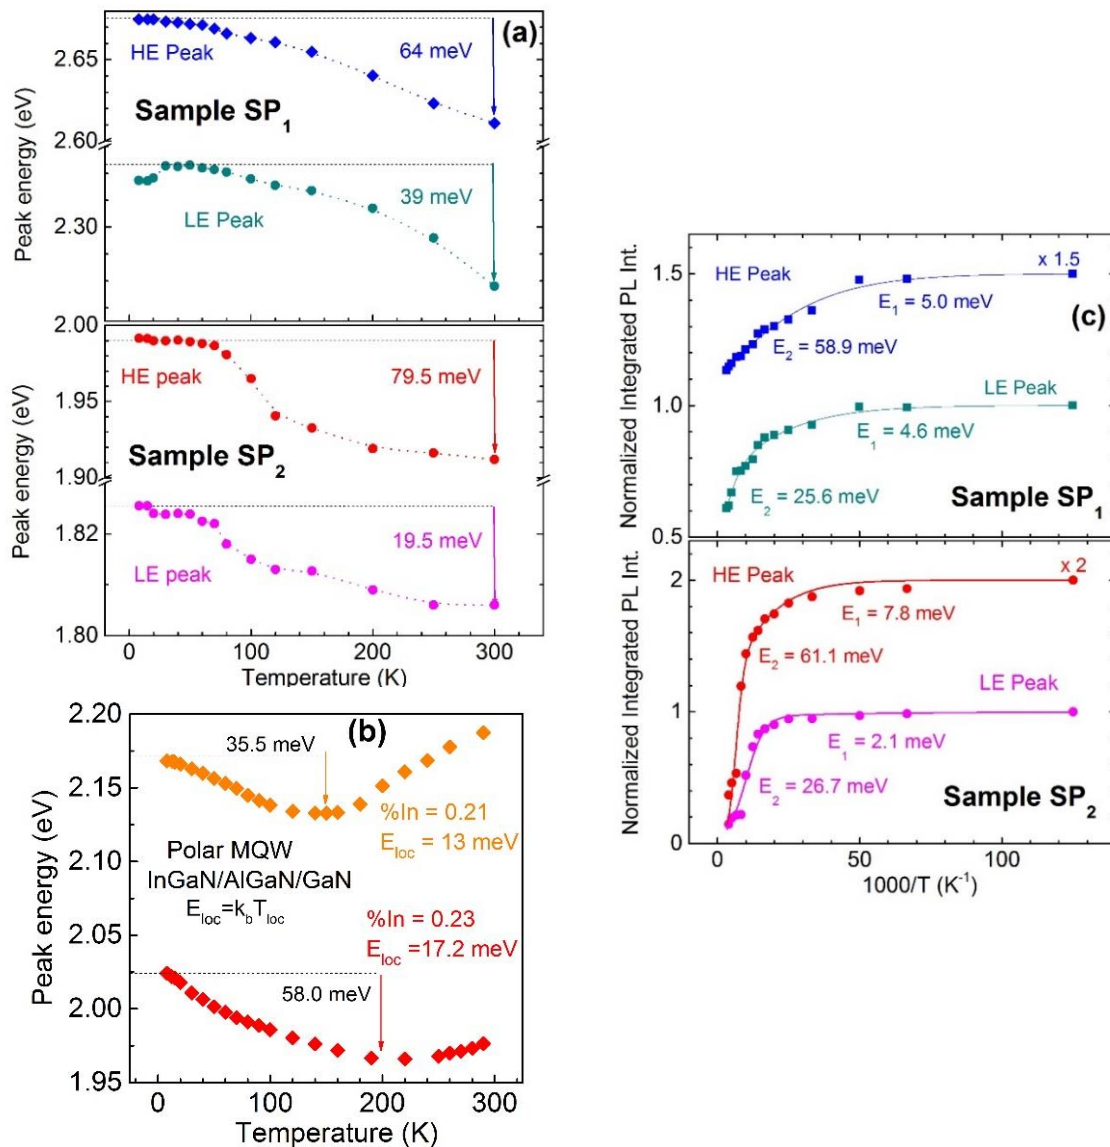 (a)
Peak energy (eV)
2.65
2.60
2.30
HE Peak
64 meV
Sample SP1
39 meV
LE Peak
Peak energy (eV)
2.00
1.95
1.90
1.82
1.80
HE peak
79.5 meV
Sample SP2
19.5 meV
LE peak
0 50 100 150 200 250 300
Temperature (K)
(b)
Peak energy (eV)
2.20
2.15
2.10
2.05
2.00
1.95
35.5 meV
%In = 0.21
Eloc = 13 meV
Polar MQW
InGaN/AlGaN/GaN
Eloc=kbTloc
%In = 0.23
Eloc =17.2 meV
58.0 meV
0 100 200 300
Temperature (K)
(c)
Normalized Integrated PL Int.
1.5
1.0
0.5
HE Peak
x 1.5
E1 = 5.0 meV
E2 = 58.9 meV
LE Peak
E1 = 4.6 meV
E2 = 25.6 meV
Sample SP1
Normalized Integrated PL Int.
2
1
0
HE Peak
x 2
E1 = 7.8 meV
E2 = 61.1 meV
LE Peak
E1 = 2.1 meV
E2 = 26.7 meV
Sample SP2
0 50 100
1000/T (K-1)